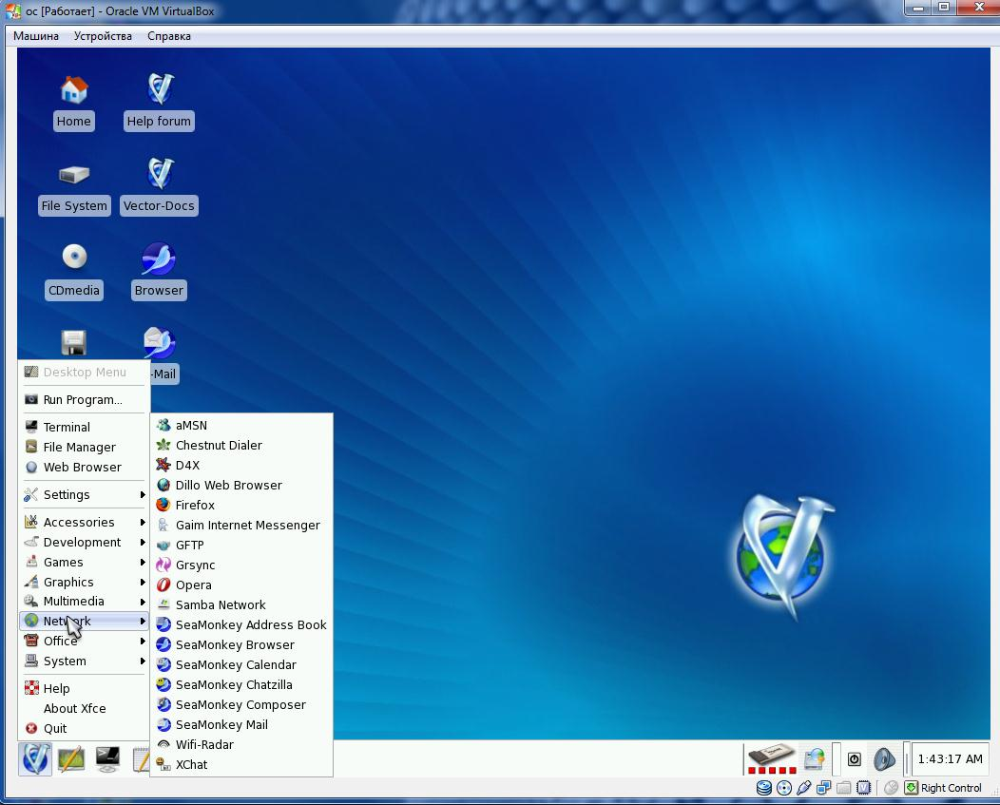 ос [Работает] - Oracle VM VirtualBox
Машина Устройства Справка
Home Help forum
File System Vector-Docs
CDmedia Browser
-Mail
Desktop Menu
Run Program...
Terminal
File Manager
Web Browser
Settings
Accessories
Development
Games
Graphics
Multimedia
Network
Office
System
Help
About Xfce
Quit
aMSN
Chestnut Dialer
D4X
Dillo Web Browser
Firefox
Gaim Internet Messenger
GFTP
Grsync
Opera
Samba Network
SeaMonkey Address Book
SeaMonkey Browser
SeaMonkey Calendar
SeaMonkey Chatzilla
SeaMonkey Composer
SeaMonkey Mail
Wifi-Radar
XChat
1:43:17 AM
Right Control